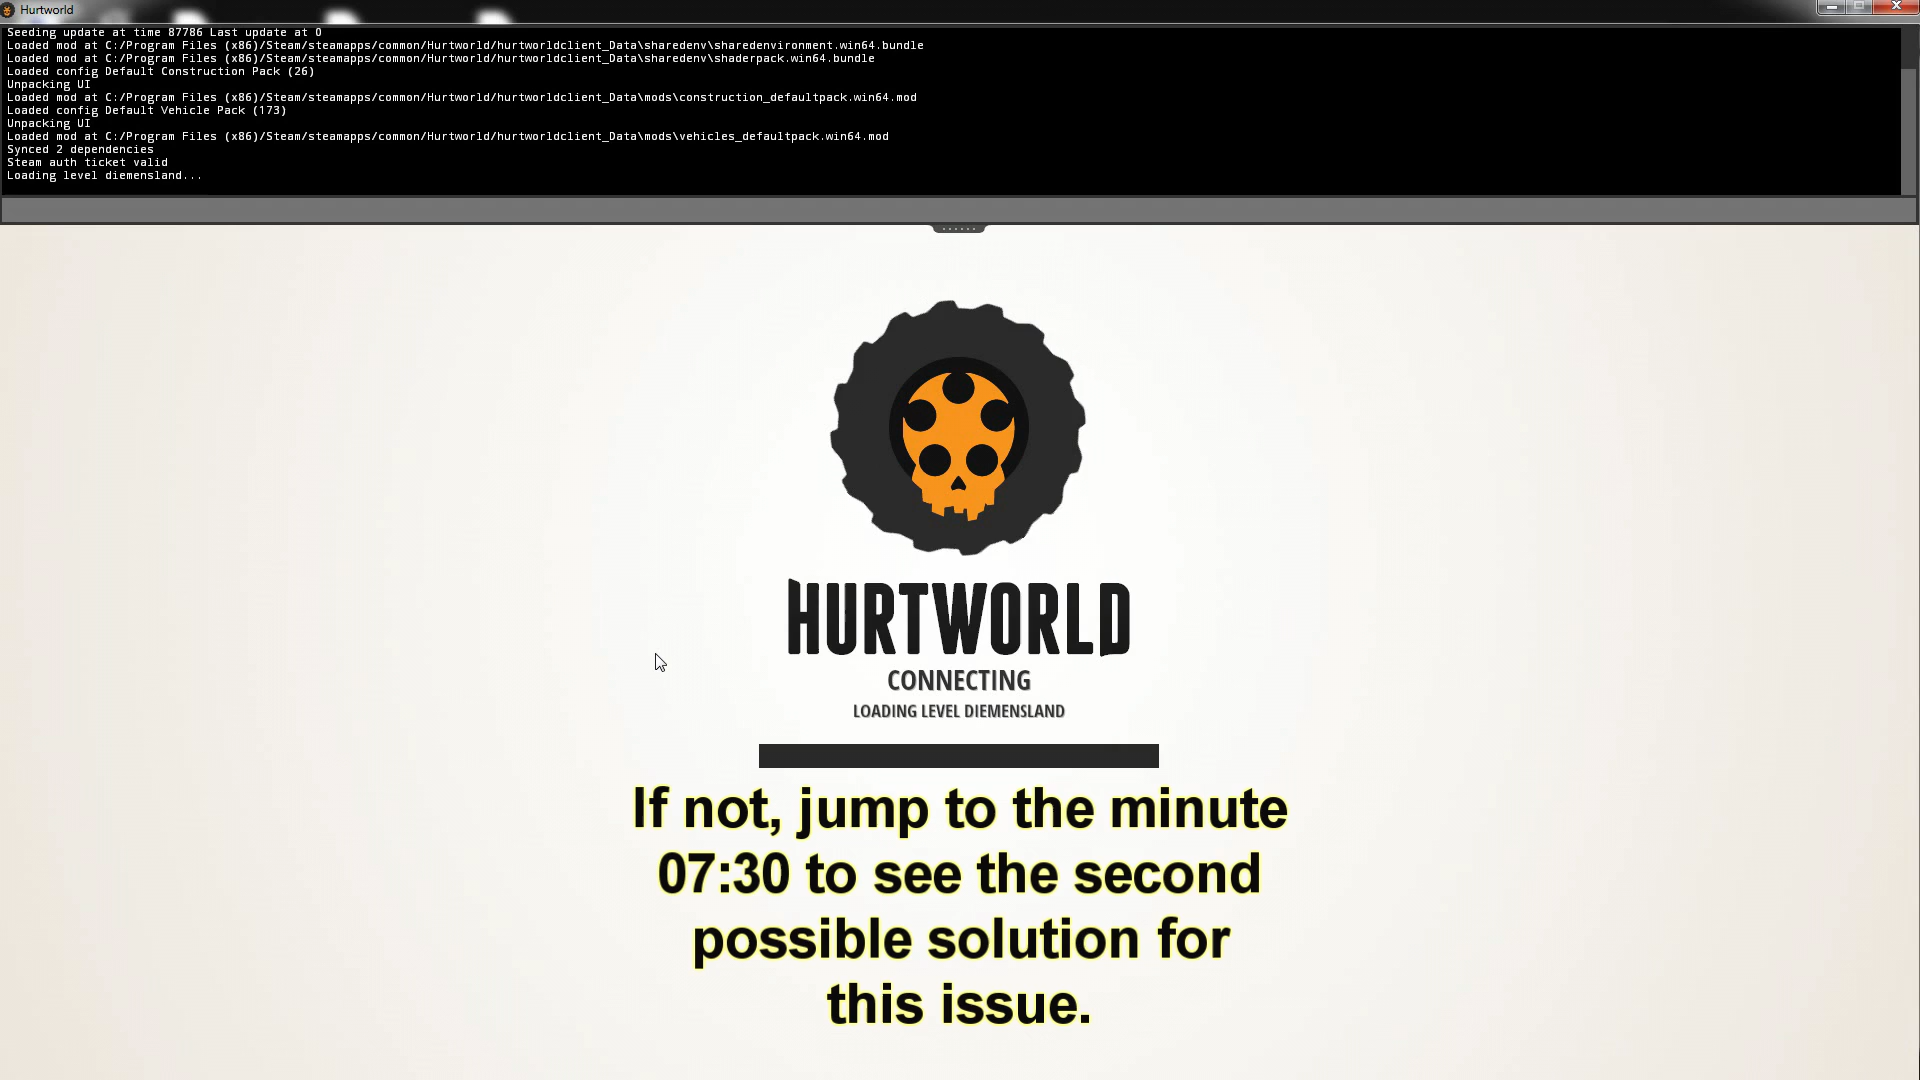 Hurtworld
Seeding update at time 87786 Last update at 0
Loaded mod at C:/Program Files (x86)/Steam/steamapps/common/Hurtworld/hurtworldclient_Data\sharedenv\sharedenvironment.win64.bundle
Loaded mod at C:/Program Files (x86)/Steam/steamapps/common/Hurtworld/hurtworldclient_Data\sharedenv\shaderpack.win64.bundle
Loaded config Default Construction Pack (26)
Unpacking UI
Loaded mod at C:/Program Files (x86)/Steam/steamapps/common/Hurtworld/hurtworldclient_Data\mods\construction_defaultpack.win64.mod
Loaded config Default Vehicle Pack (173)
Unpacking UI
Loaded mod at C:/Program Files (x86)/Steam/steamapps/common/Hurtworld/hurtworldclient_Data\mods\vehicles_defaultpack.win64.mod
Synced 2 dependencies
Steam auth ticket valid
Loading level diemensland...
HURTWORLD
CONNECTING
LOADING LEVEL DIEMENSLAND
If not, jump to the minute
07:30 to see the second
possible solution for
this issue.